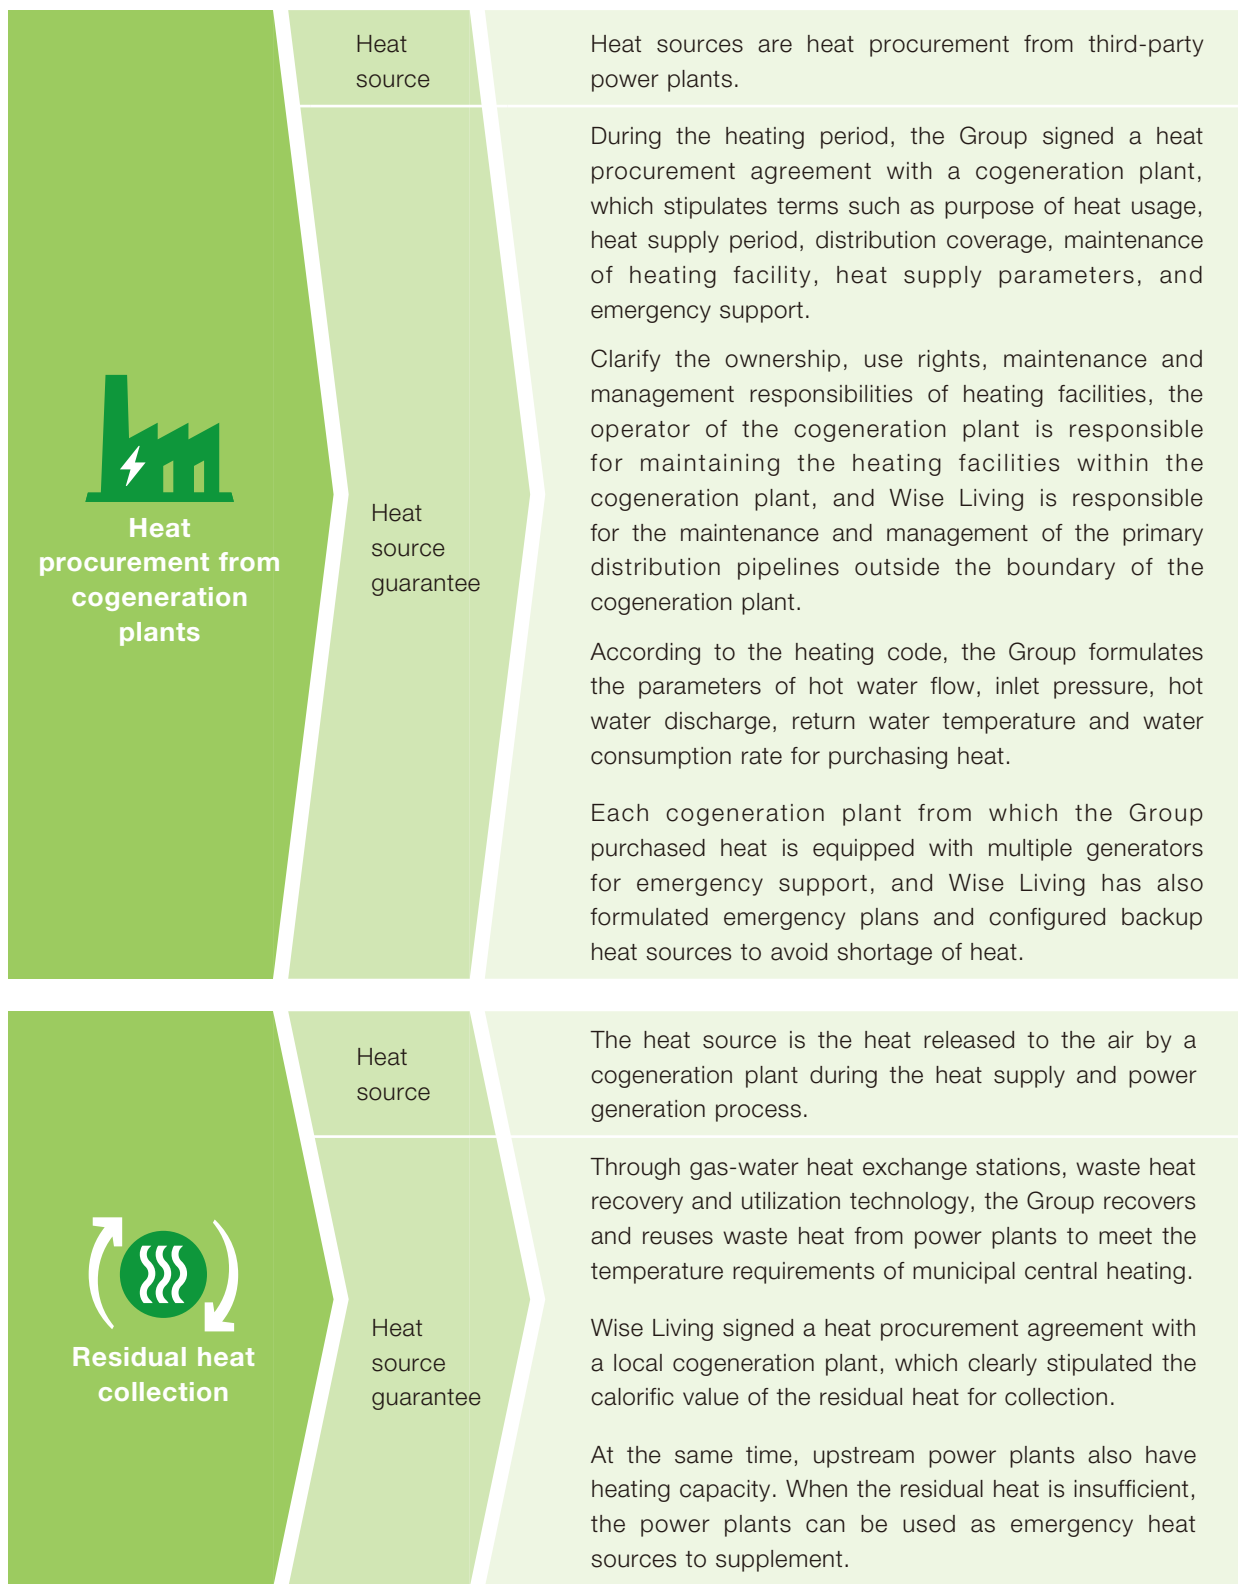 Heat
procurement from
cogeneration
plants
Heat
source
Heat sources are heat procurement from third-party
power plants.
Heat
source
guarantee
During the heating period, the Group signed a heat
procurement agreement with a cogeneration plant,
which stipulates terms such as purpose of heat usage,
heat supply period, distribution coverage, maintenance
of heating facility, heat supply parameters, and
emergency support.
Clarify the ownership, use rights, maintenance and
management responsibilities of heating facilities, the
operator of the cogeneration plant is responsible
for maintaining the heating facilities within the
cogeneration plant, and Wise Living is responsible
for the maintenance and management of the primary
distribution pipelines outside the boundary of the
cogeneration plant.
According to the heating code, the Group formulates
the parameters of hot water flow, inlet pressure, hot
water discharge, return water temperature and water
consumption rate for purchasing heat.
Each cogeneration plant from which the Group
purchased heat is equipped with multiple generators
for emergency support, and Wise Living has also
formulated emergency plans and configured backup
heat sources to avoid shortage of heat.
Residual heat
collection
Heat
source
The heat source is the heat released to the air by a
cogeneration plant during the heat supply and power
generation process.
Heat
source
guarantee
Through gas-water heat exchange stations, waste heat
recovery and utilization technology, the Group recovers
and reuses waste heat from power plants to meet the
temperature requirements of municipal central heating.
Wise Living signed a heat procurement agreement with
a local cogeneration plant, which clearly stipulated the
calorific value of the residual heat for collection.
At the same time, upstream power plants also have
heating capacity. When the residual heat is insufficient,
the power plants can be used as emergency heat
sources to supplement.